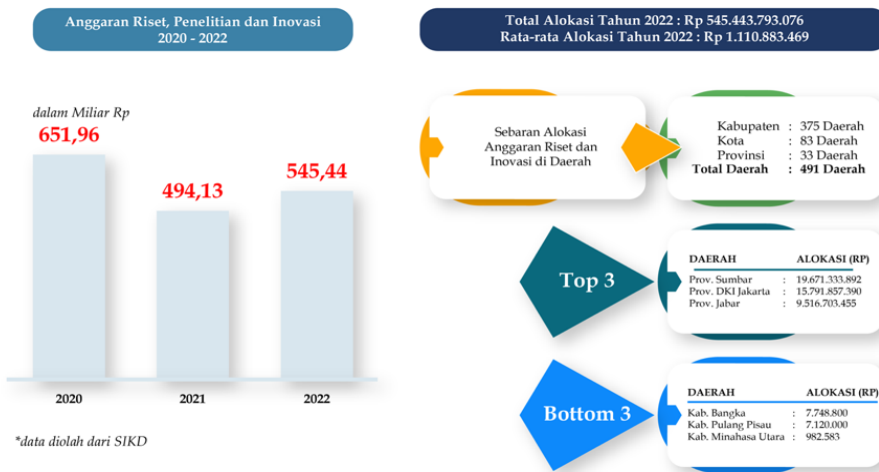 Anggaran Riset, Penelitian dan Inovasi
2020 - 2022
dalam Miliar Rp
651,96
494,13
545,44
2020
2021
2022
*data diolah dari SIKD
Total Alokasi Tahun 2022 : Rp 545.443.793.076
Rata-rata Alokasi Tahun 2022 : Rp 1.110.883.469
Sebaran Alokasi
Anggaran Riset dan
Inovasi di Daerah
Kabupaten : 375 Daerah
Kota : 83 Daerah
Provinsi : 33 Daerah
Total Daerah : 491 Daerah
Top 3
DAERAH ALOKASI (RP)
Prov. Sumbar : 19.671.333.892
Prov. DKI Jakarta : 15.791.857.390
Prov. Jabar : 9.516.703.455
Bottom 3
DAERAH ALOKASI (RP)
Kab. Bangka : 7.748.800
Kab. Pulang Pisau : 7.120.000
Kab. Minahasa Utara : 982.583